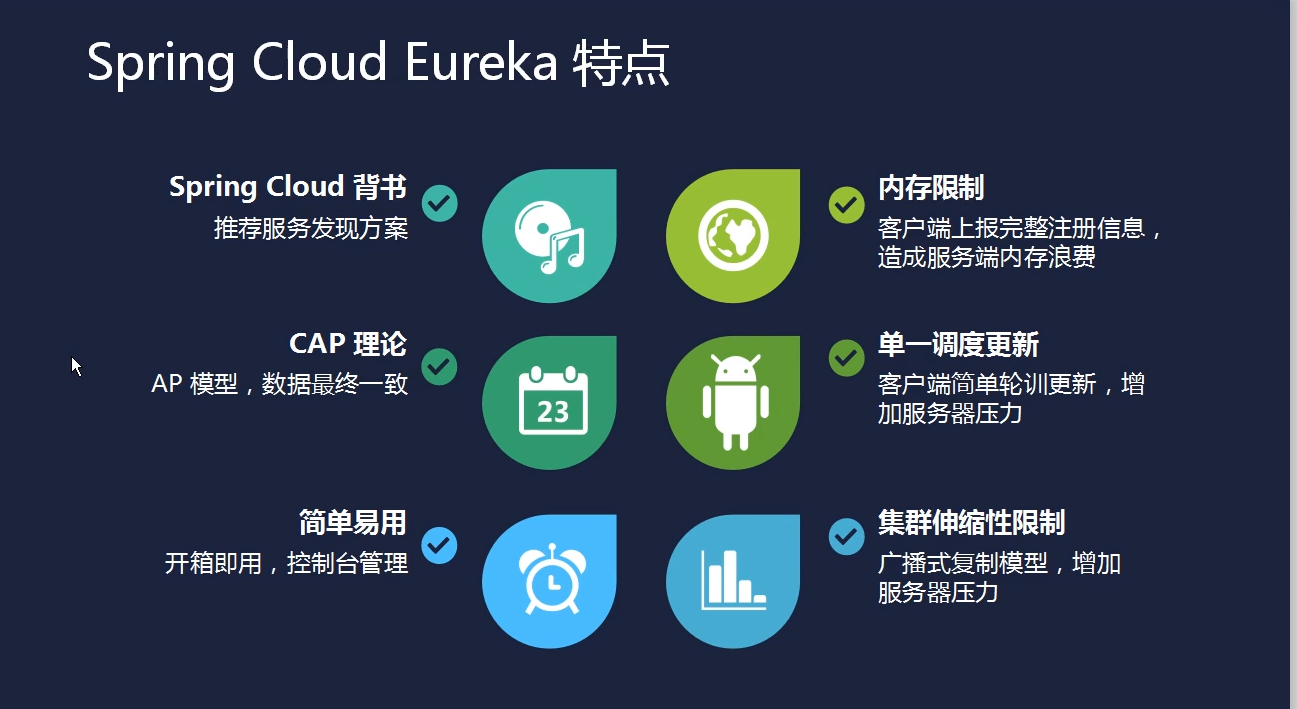 Spring Cloud Eureka 特点
Spring Cloud 背书
推荐服务发现方案
CAP 理论
AP 模型，数据最终一致
23
简单易用
开箱即用，控制台管理
内存限制
客户端上报完整注册信息，
造成服务端内存浪费
单一调度更新
客户端简单轮训更新，增
加服务器压力
集群伸缩性限制
广播式复制模型，增加
服务器压力